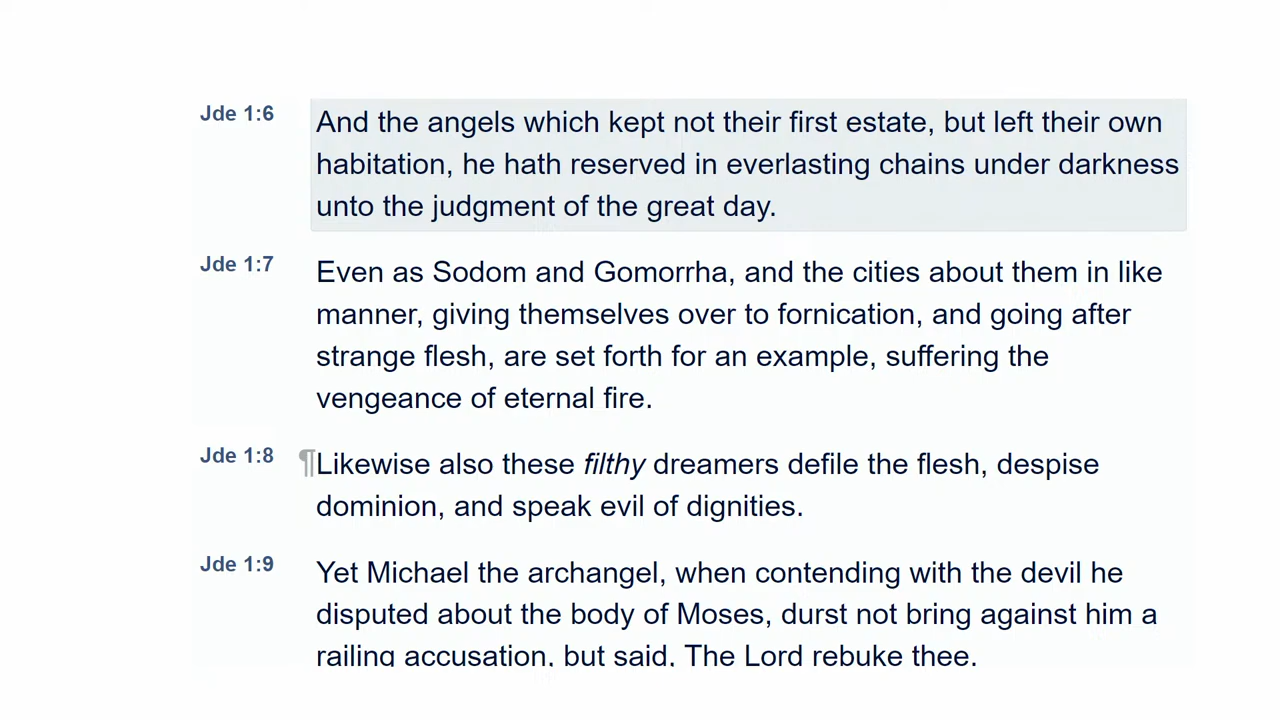 Jde 1:6
And the angels which kept not their first estate, but left their own
habitation, he hath reserved in everlasting chains under darkness
unto the judgment of the great day.
Jde 1:7
Even as Sodom and Gomorrha, and the cities about them in like
manner, giving themselves over to fornication, and going after
strange flesh, are set forth for an example, suffering the
vengeance of eternal fire.
Jde 1:8
¶Likewise also these filthy dreamers defile the flesh, despise
dominion, and speak evil of dignities.
Jde 1:9
Yet Michael the archangel, when contending with the devil he
disputed about the body of Moses, durst not bring against him a
railing accusation, but said, The Lord rebuke thee.